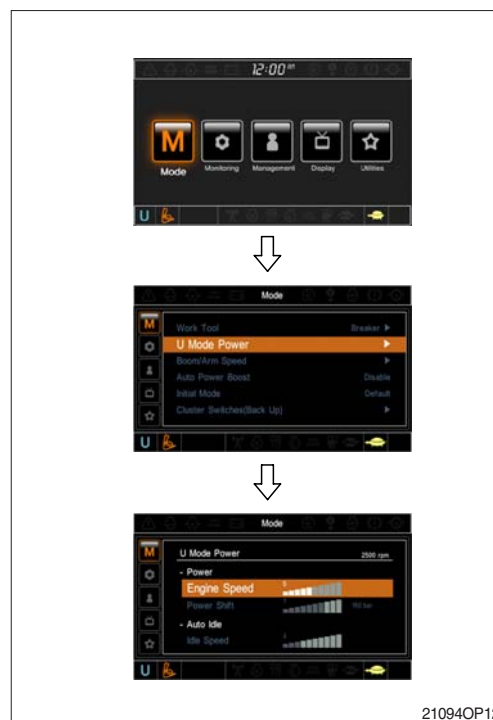 12:00
Mode
Monitoring
Management
Display
Utilities
U
Mode
M
Work Tool Breaker
U Mode Power
Boom/Arm Speed
Auto Power Boost Disable
Initial Mode Default
Cluster Switches(Back Up)
U
Mode
M
U Mode Power 2500 rpm
- Power
Engine Speed 5
Power Shift
- Auto Idle
Idle Speed
U